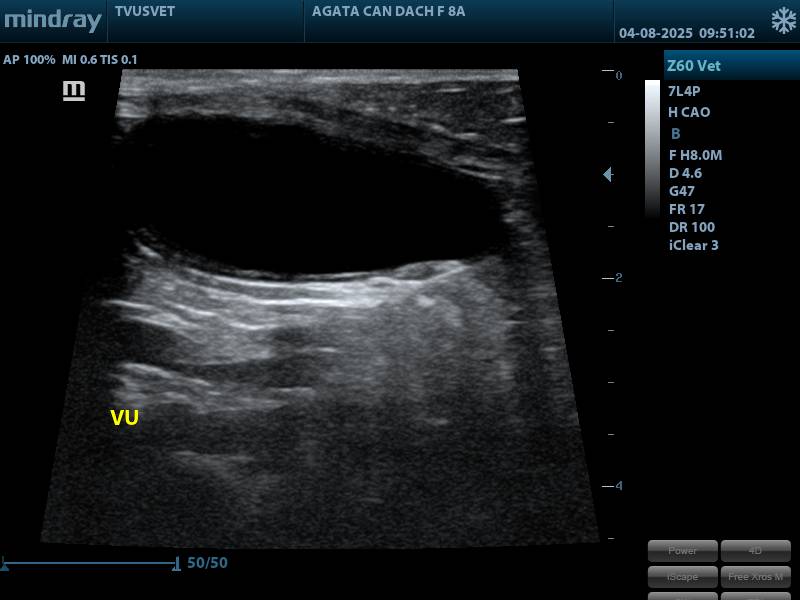 mindray
TVUSVET
AGATA CAN DACH F 8A
04-08-2025 09:51:02
AP 100% MI 0.6 TIS 0.1
m
Z60 Vet
7L4P
H CAO
B
F H8.0M
D 4.6
G47
FR 17
DR 100
iClear 3
0
2
4
VU
50/50
Power
4D
iScape
Free Xros M